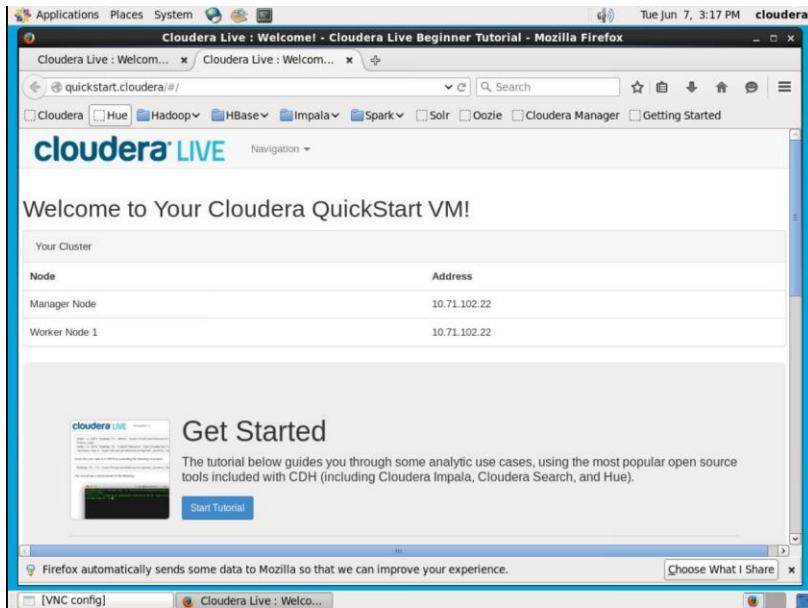 Applications Places System Tue Jun 7, 3:17 PM cloudera
Cloudera Live : Welcome! - Cloudera Live Beginner Tutorial - Mozilla Firefox
Cloudera Live : Welcom... Cloudera Live : Welcom...
quickstart.cloudera/#/ Search
Cloudera Hue Hadoop HBase Impala Spark Solr Oozie Cloudera Manager Getting Started
cloudera LIVE Navigation
Welcome to Your Cloudera QuickStart VM!
Your Cluster
Node Address
Manager Node 10.71.102.22
Worker Node 1 10.71.102.22
cloudera LIVE
Get Started
The tutorial below guides you through some analytic use cases, using the most popular open source
tools included with CDH (including Cloudera Impala, Cloudera Search, and Hue).
Start Tutorial
Firefox automatically sends some data to Mozilla so that we can improve your experience. Choose What I Share
[VNC config] Cloudera Live : Welco...